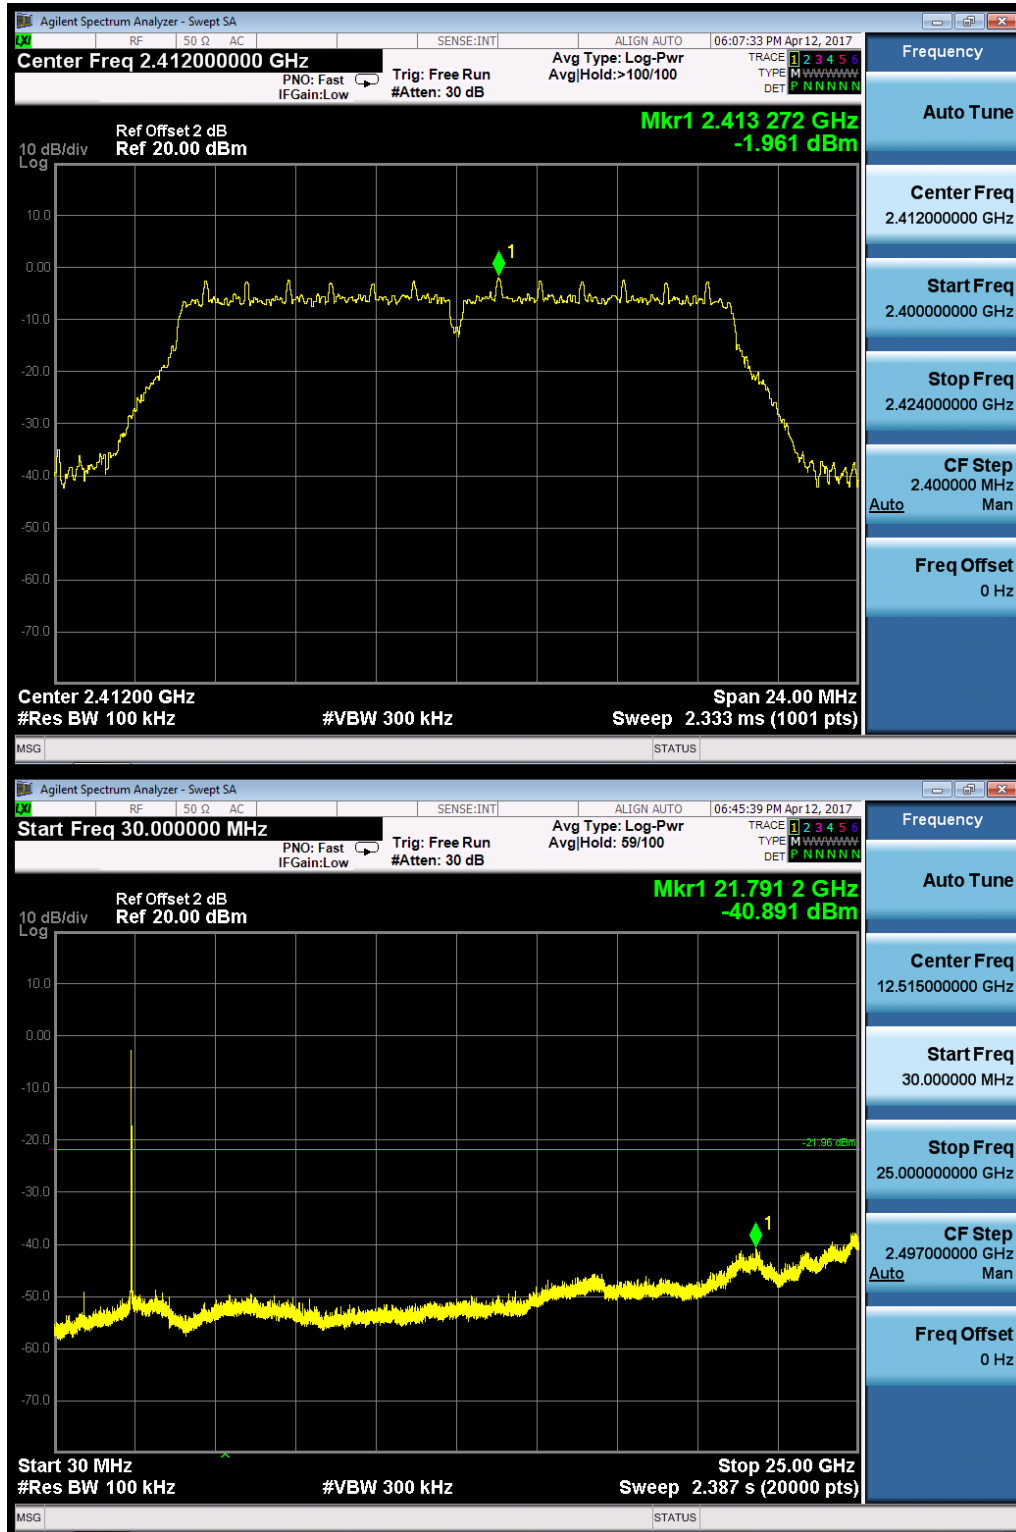 Agilent Spectrum Analyzer - Swept SA
LXI RF 50 Ω AC SENSE:INT ALIGN AUTO 06:07:33 PM Apr 12, 2017
Center Freq 2.412000000 GHz
PNO: Fast
IFGain:Low
Trig: Free Run
#Atten: 30 dB
Avg Type: Log-Pwr
Avg|Hold:>100/100
TRACE 1 2 3 4 5 6
TYPE M WWWWW
DET P N N N N N
Frequency
Mkr1 2.413 272 GHz
-1.961 dBm
Ref Offset 2 dB
10 dB/div Ref 20.00 dBm
Log
10.0
0.00
-10.0
-20.0
-30.0
-40.0
-50.0
-60.0
-70.0
1
Center 2.41200 GHz Span 24.00 MHz
#Res BW 100 kHz #VBW 300 kHz Sweep 2.333 ms (1001 pts)
MSG STATUS
Auto Tune
Center Freq
2.412000000 GHz
Start Freq
2.400000000 GHz
Stop Freq
2.424000000 GHz
CF Step
2.400000 MHz
Auto Man
Freq Offset
0 Hz
Agilent Spectrum Analyzer - Swept SA
LXI RF 50 Ω AC SENSE:INT ALIGN AUTO 06:45:39 PM Apr 12, 2017
Start Freq 30.000000 MHz
PNO: Fast
IFGain:Low
Trig: Free Run
#Atten: 30 dB
Avg Type: Log-Pwr
Avg|Hold: 59/100
TRACE 1 2 3 4 5 6
TYPE M WWWWW
DET P N N N N N
Frequency
Mkr1 21.791 2 GHz
-40.891 dBm
Ref Offset 2 dB
10 dB/div Ref 20.00 dBm
Log
10.0
0.00
-10.0
-20.0
-30.0
-40.0
-50.0
-60.0
-70.0
-21.96 dBm
1
Start 30 MHz Stop 25.00 GHz
#Res BW 100 kHz #VBW 300 kHz Sweep 2.387 s (20000 pts)
MSG STATUS
Auto Tune
Center Freq
12.515000000 GHz
Start Freq
30.000000 MHz
Stop Freq
25.000000000 GHz
CF Step
2.497000000 GHz
Auto Man
Freq Offset
0 Hz